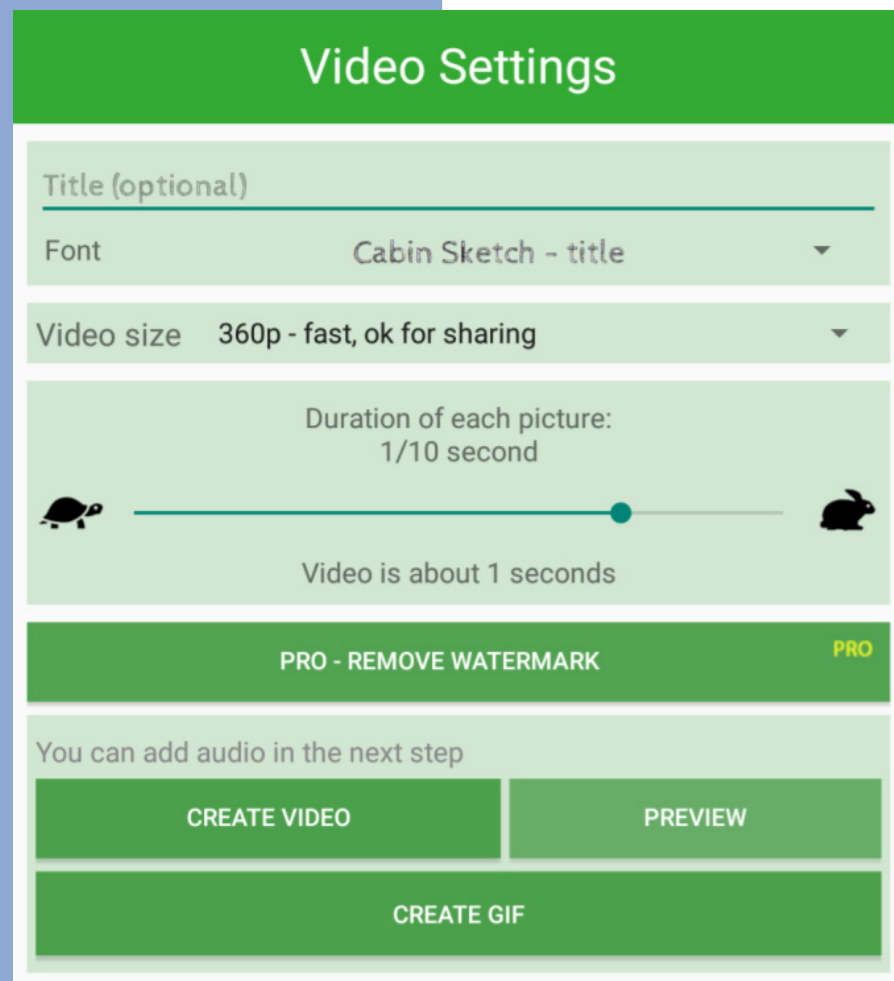 Video Settings
Title (optional)
Font Cabin Sketch - title
Video size 360p - fast, ok for sharing
Duration of each picture:
1/10 second
Video is about 1 seconds
PRO - REMOVE WATERMARK PRO
You can add audio in the next step
CREATE VIDEO PREVIEW
CREATE GIF